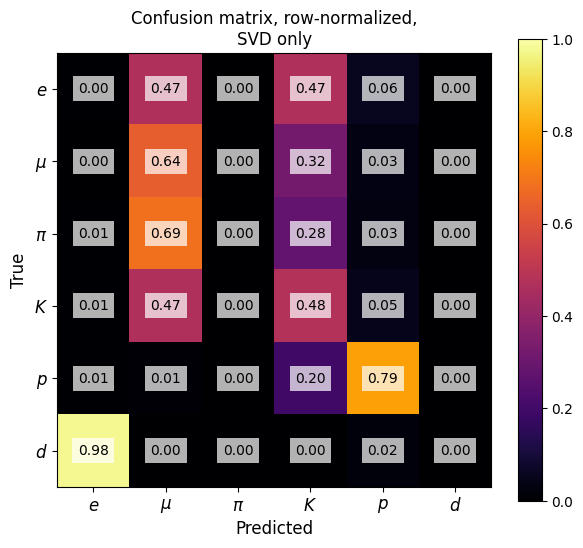 Confusion matrix, row-normalized,
SVD only
e 0.00 0.47 0.00 0.47 0.06 0.00
μ 0.00 0.64 0.00 0.32 0.03 0.00
π 0.01 0.69 0.00 0.28 0.03 0.00
K 0.01 0.47 0.00 0.48 0.05 0.00
p 0.01 0.01 0.00 0.20 0.79 0.00
d 0.98 0.00 0.00 0.00 0.02 0.00
e μ π K p d
Predicted
True
1.0
0.8
0.6
0.4
0.2
0.0